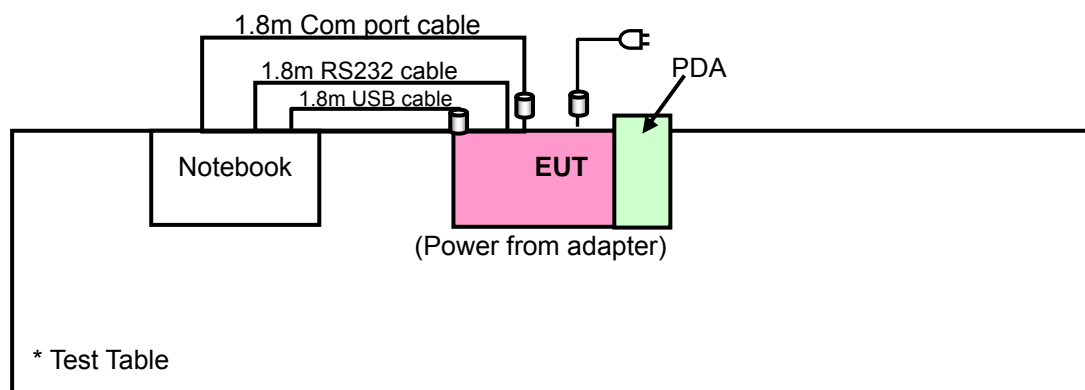 1.8m Com port cable
1.8m RS232 cable
PDA
1.8m USB cable
Notebook
EUT
(Power from adapter)
* Test Table